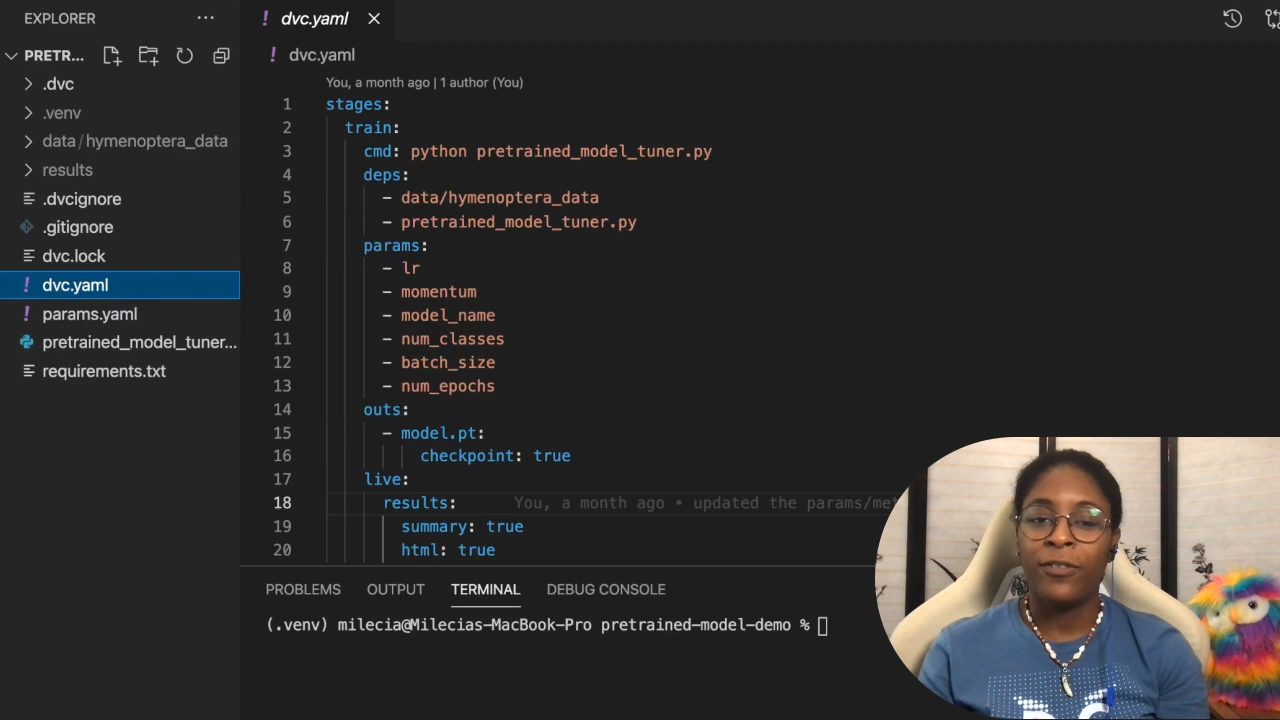 EXPLORER
dvc.yaml
PRETR...
dvc.yaml
.dvc
.venv
data/hymenoptera_data
results
.dvcignore
.gitignore
dvc.lock
dvc.yaml
params.yaml
pretrained_model_tuner...
requirements.txt
You, a month ago | 1 author (You)
1 stages:
2 train:
3 cmd: python pretrained_model_tuner.py
4 deps:
5 - data/hymenoptera_data
6 - pretrained_model_tuner.py
7 params:
8 - lr
9 - momentum
10 - model_name
11 - num_classes
12 - batch_size
13 - num_epochs
14 outs:
15 - model.pt:
16 checkpoint: true
17 live:
18 results: You, a month ago • updated the params/met
19 summary: true
20 html: true
PROBLEMS OUTPUT TERMINAL DEBUG CONSOLE
(.venv) milecia@Milecias-MacBook-Pro pretrained-model-demo %